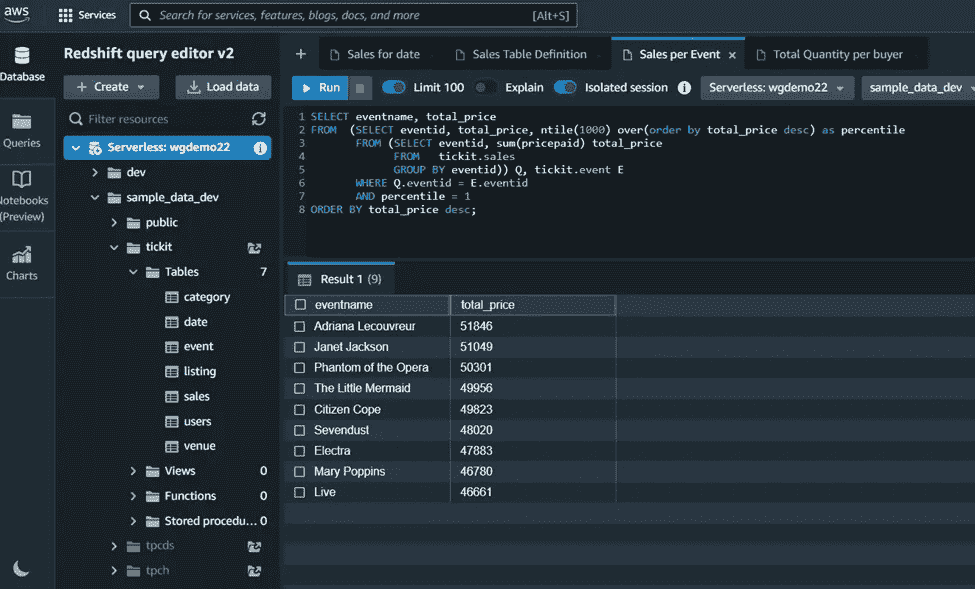 aws
Services
Search for services, features, blogs, docs, and more
[Alt+S]
Database
Queries
Notebooks
(Preview)
Charts
Redshift query editor v2
+ Create
Load data
Filter resources
Serverless: wgdemo22
dev
sample_data_dev
public
tickit
Tables 7
category
date
event
listing
sales
users
venue
Views 0
Functions 0
Stored procedu... 0
tpcds
tpch
+
Sales for date
Sales Table Definition
Sales per Event
Total Quantity per buyer
Run
Limit 100
Explain
Isolated session
Serverless: wgdemo22
sample_data_dev
1 SELECT eventname, total_price
2 FROM (SELECT eventid, total_price, ntile(1000) over(order by total_price desc) as percentile
3 FROM (SELECT eventid, sum(pricepaid) total_price
4 FROM tickit.sales
5 GROUP BY eventid)) Q, tickit.event E
6 WHERE Q.eventid = E.eventid
7 AND percentile = 1
8 ORDER BY total_price desc;
Result 1 (9)
eventname total_price
Adriana Lecouvreur 51846
Janet Jackson 51049
Phantom of the Opera 50301
The Little Mermaid 49956
Citizen Cope 49823
Sevendust 48020
Electra 47883
Mary Poppins 46780
Live 46661